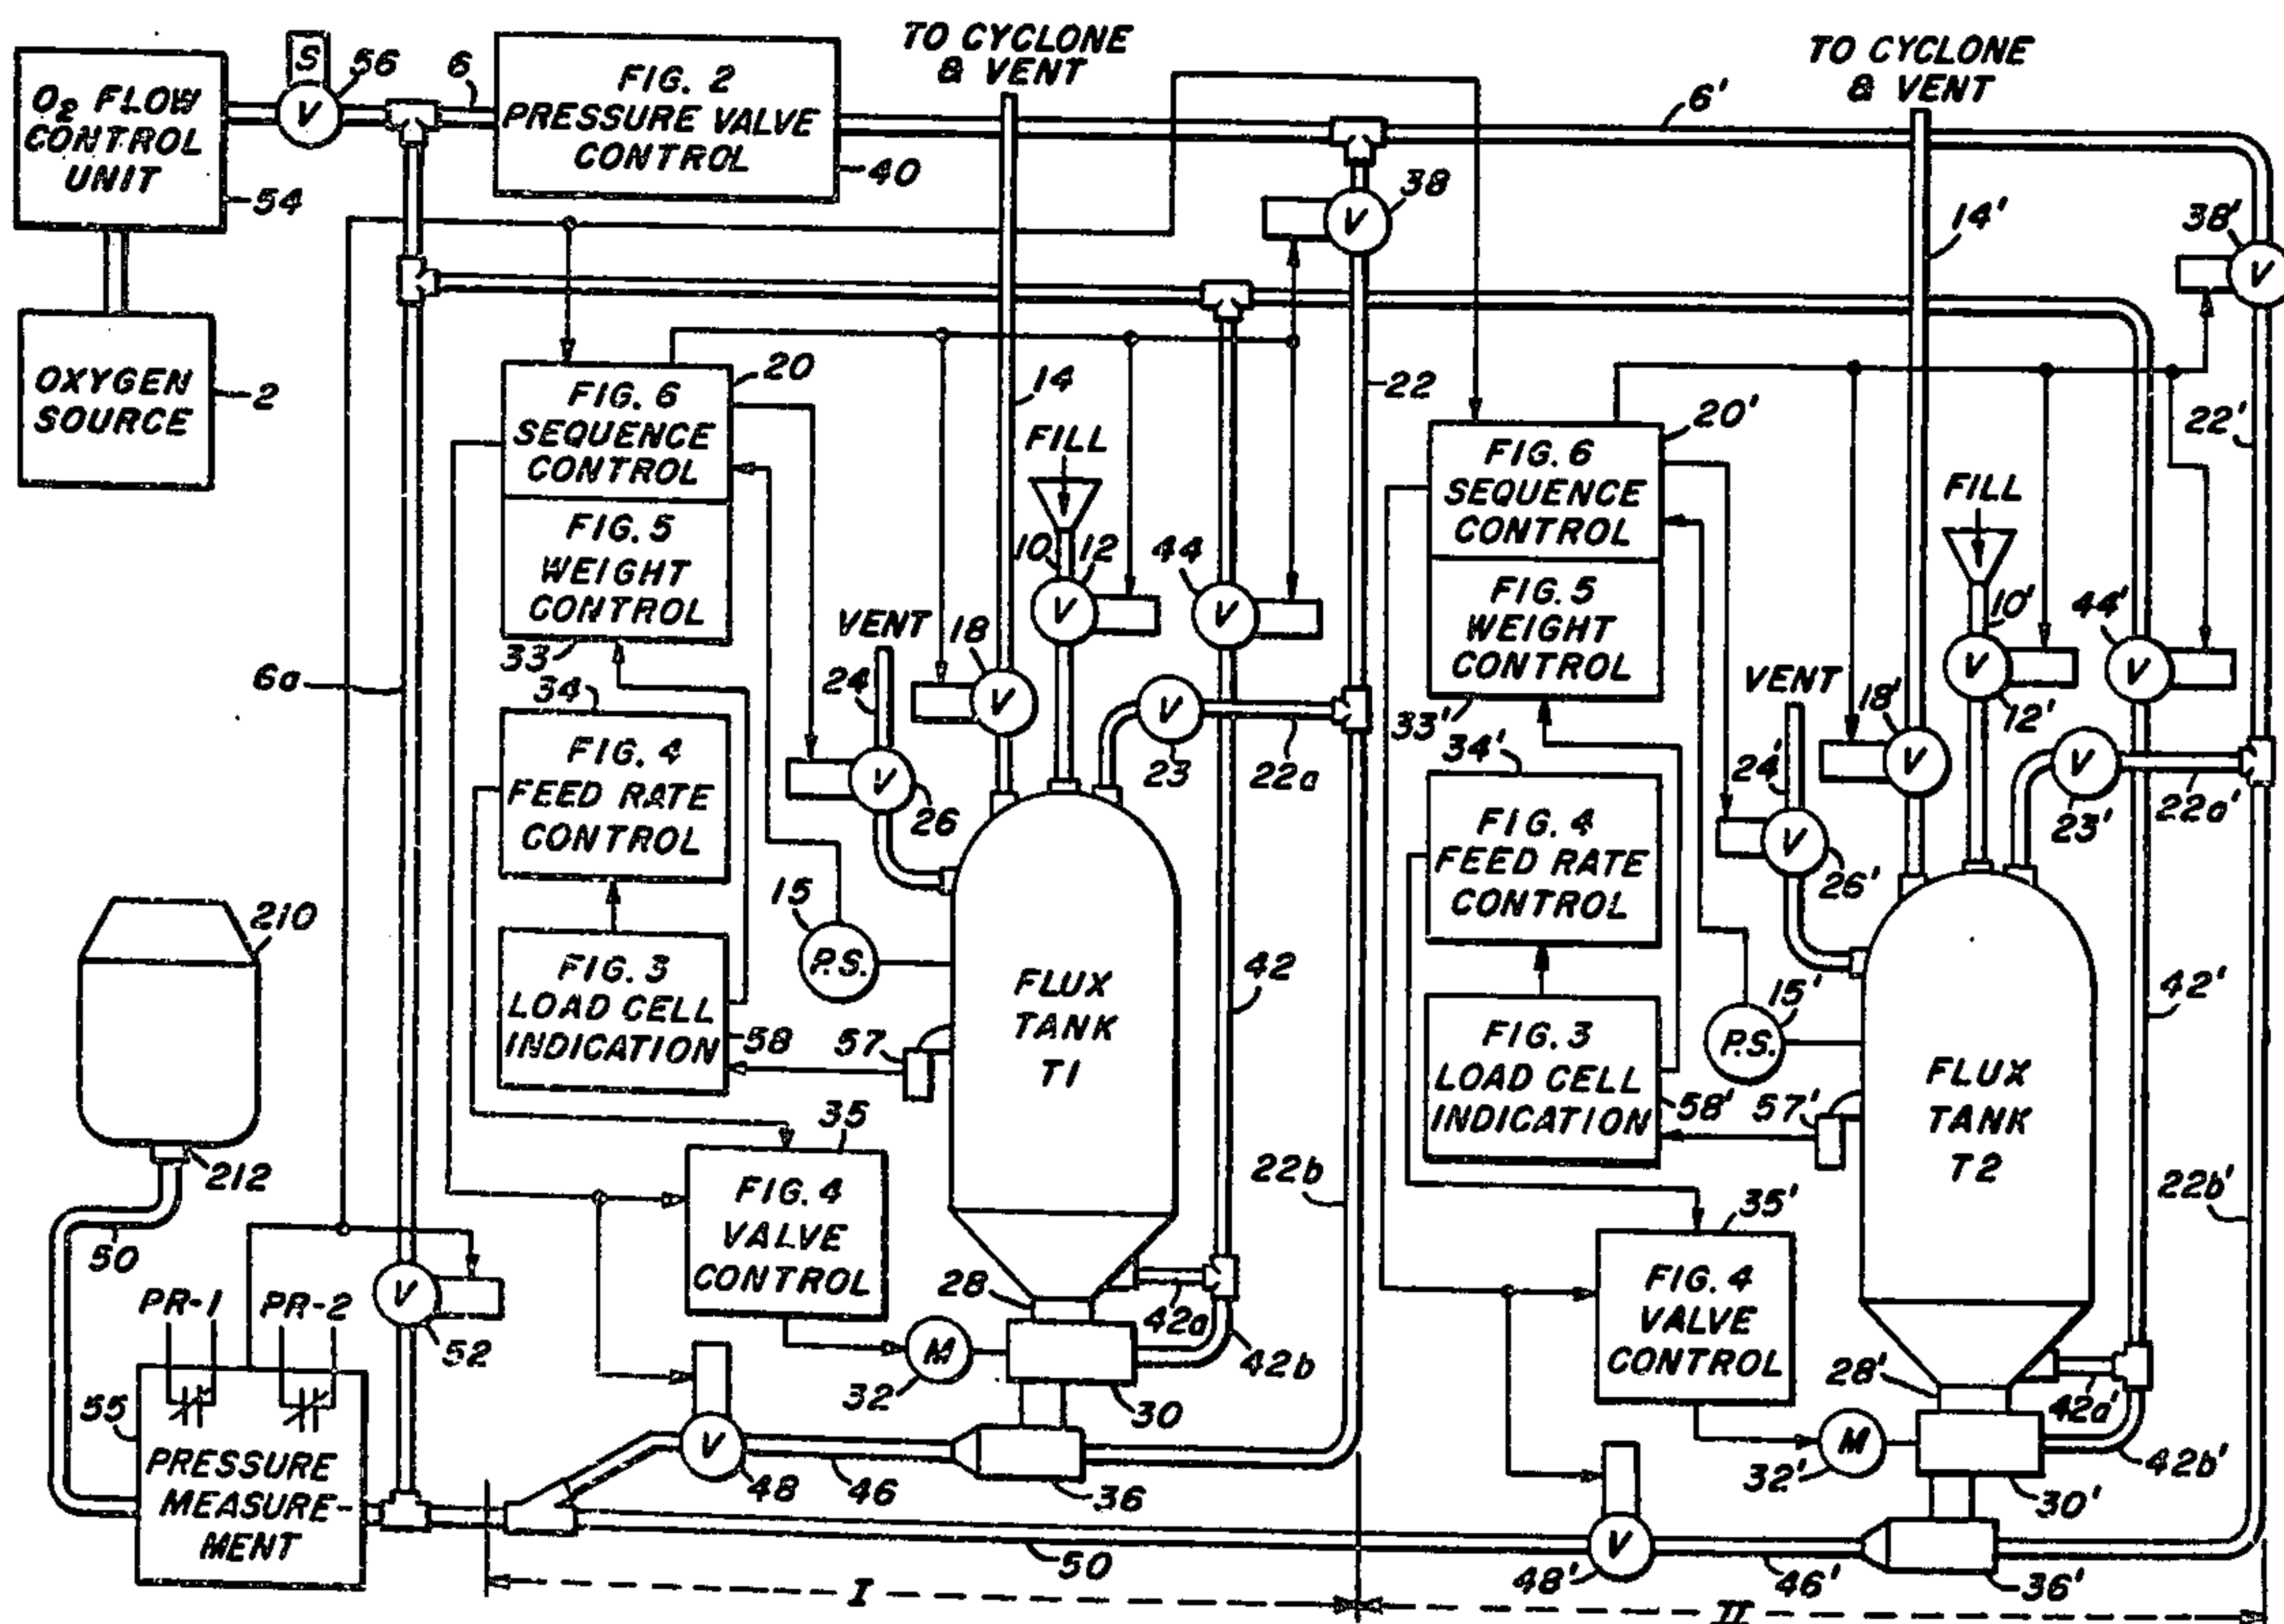 TO CYCLONE
& VENT
TO CYCLONE
& VENT
S
V
56
6
O₂ FLOW
CONTROL
UNIT
54
FIG. 2
PRESSURE VALVE
CONTROL
40
6'
V
38
14'
38'
V
OXYGEN
SOURCE
2
FIG. 6
SEQUENCE
CONTROL
20
FIG. 5
WEIGHT
CONTROL
33
14
22
FILL
10
12
V
44
V
FIG. 6
SEQUENCE
CONTROL
20'
FIG. 5
WEIGHT
CONTROL
33'
22'
FILL
10'
V
12'
44'
V
6a
34
FIG. 4
FEED RATE
CONTROL
VENT
24
18
V
V
26
V
23
22a
34'
FIG. 4
FEED RATE
CONTROL
VENT
24'
18'
V
V
26'
V
23'
22a'
210
212
50
15
P.S.
FIG. 3
LOAD CELL
INDICATION
58
57
FLUX
TANK
T1
42
15'
P.S.
FIG. 3
LOAD CELL
INDICATION
58'
57'
FLUX
TANK
T2
42'
35
FIG. 4
VALVE
CONTROL
22b
35'
FIG. 4
VALVE
CONTROL
22b'
PR-1
PR-2
V
52
28
42a
42b
M
32
30
28'
42a'
42b'
M
32'
30'
55
PRESSURE
MEASURE-
MENT
V
48
46
36
50
V
48'
46'
36'
I
II